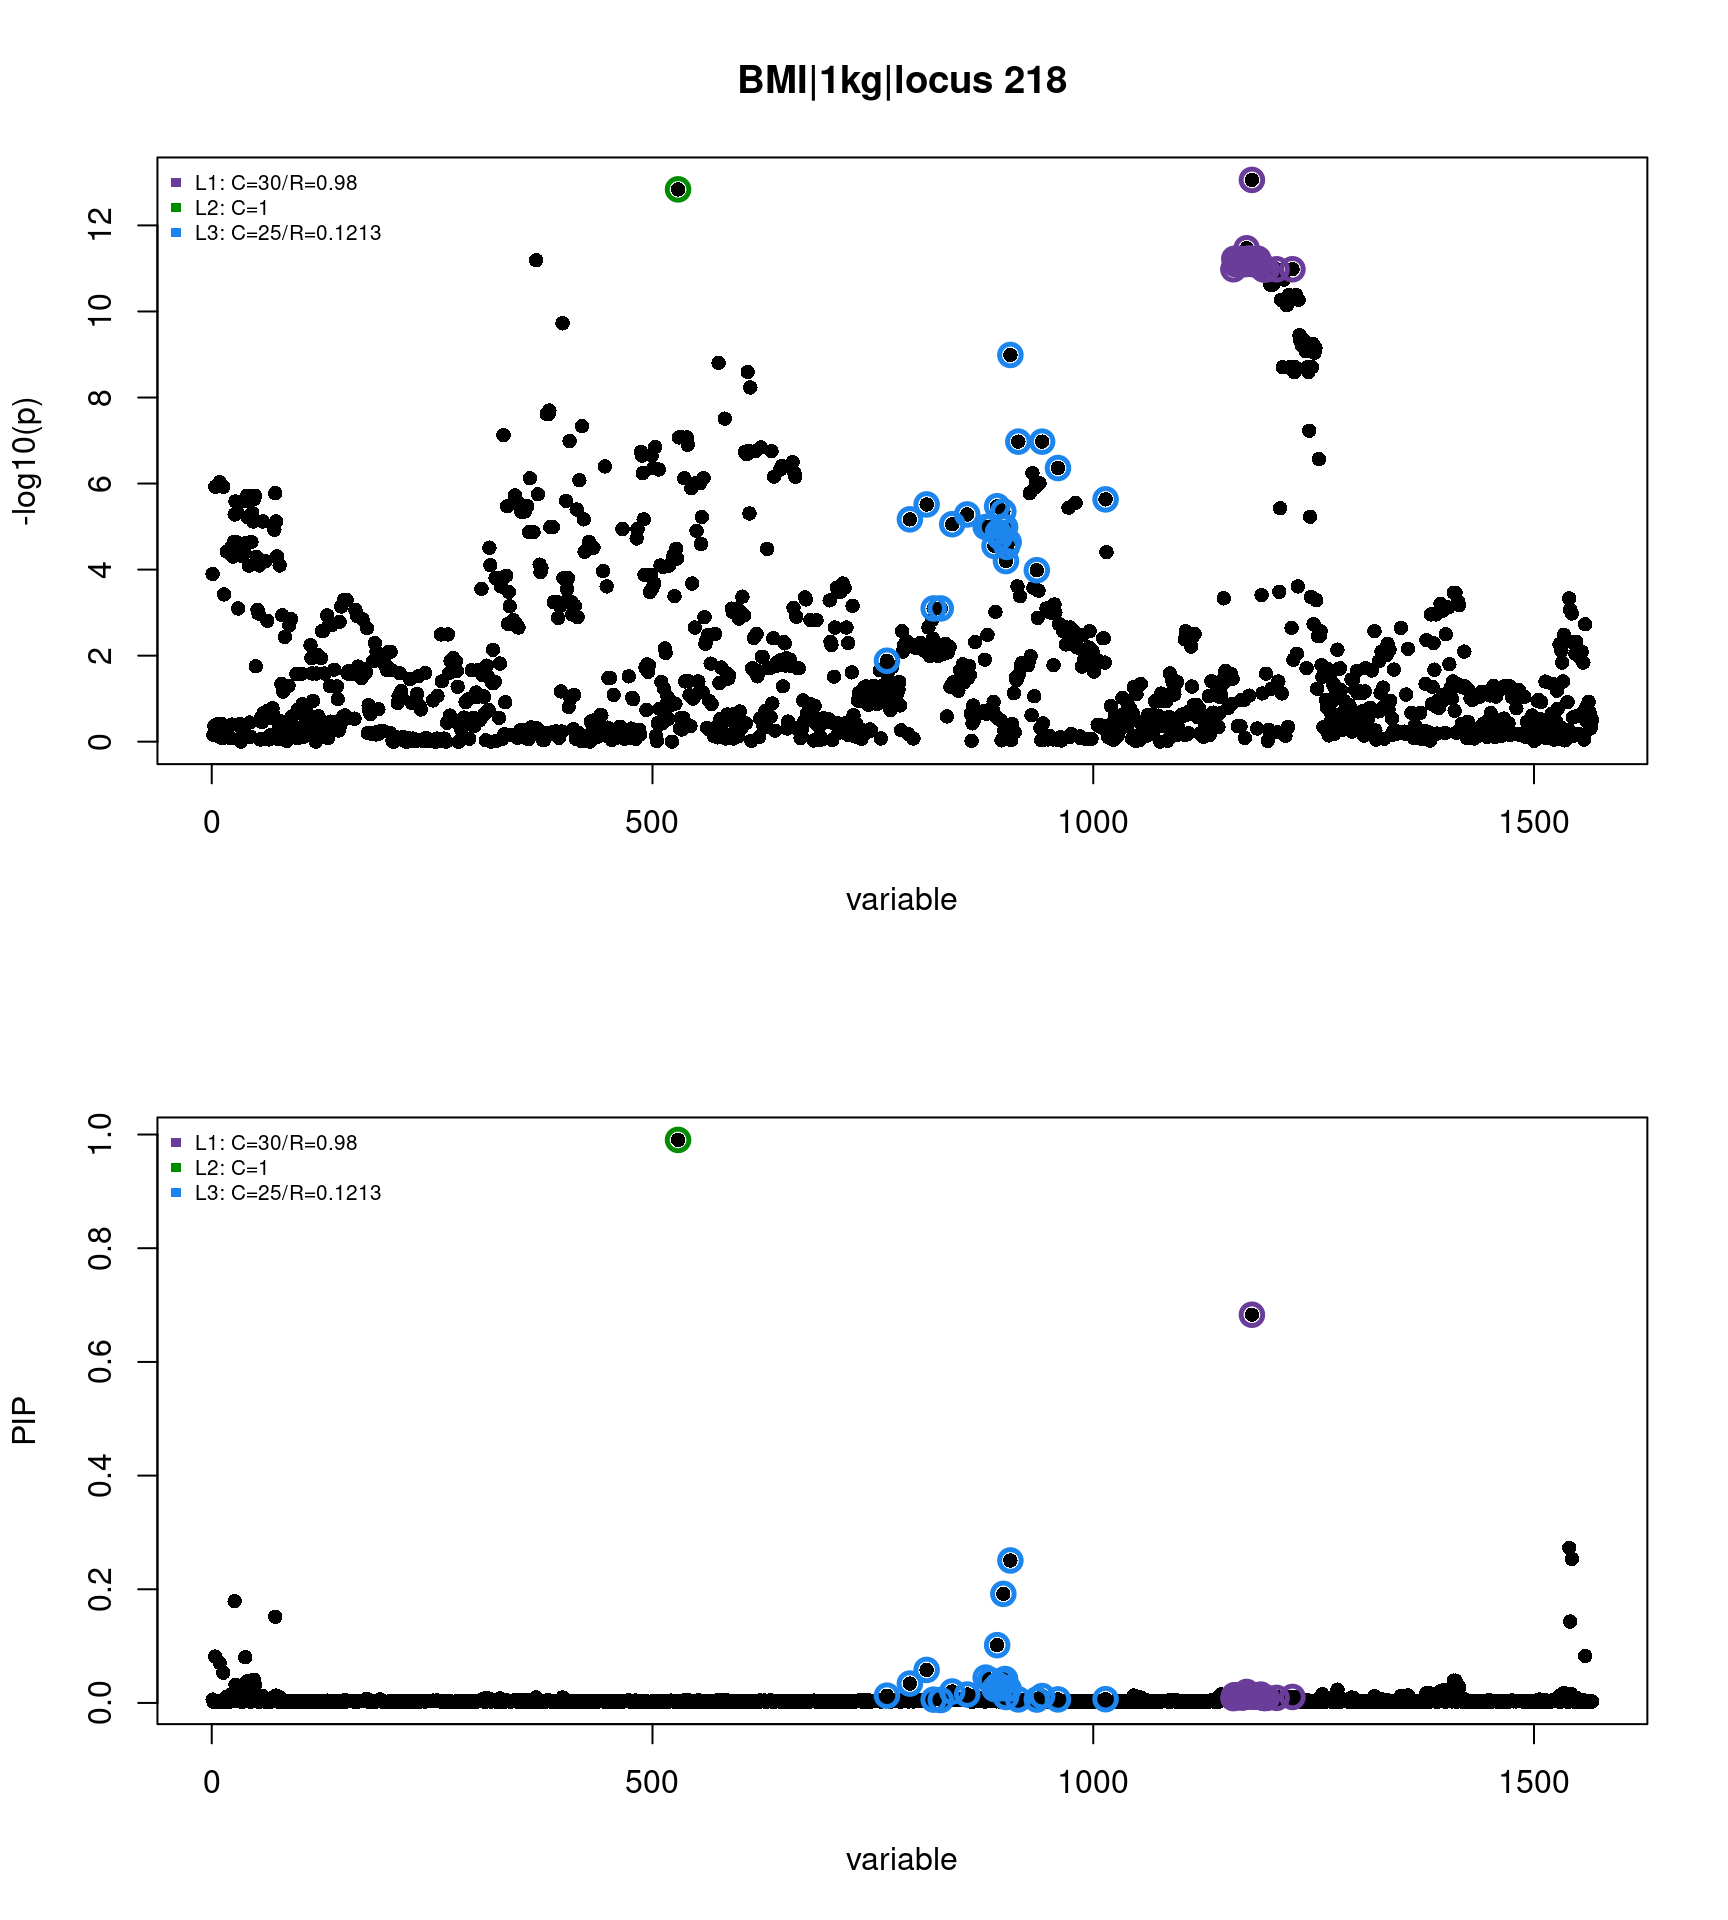 BMI|1kg|locus 218
L1: C=30/R=0.98
L2: C=1
L3: C=25/R=0.1213
-log10(p)
12
10
8
6
4
2
0
0 500 1000 1500
variable
L1: C=30/R=0.98
L2: C=1
L3: C=25/R=0.1213
PIP
1.0
0.8
0.6
0.4
0.2
0.0
0 500 1000 1500
variable